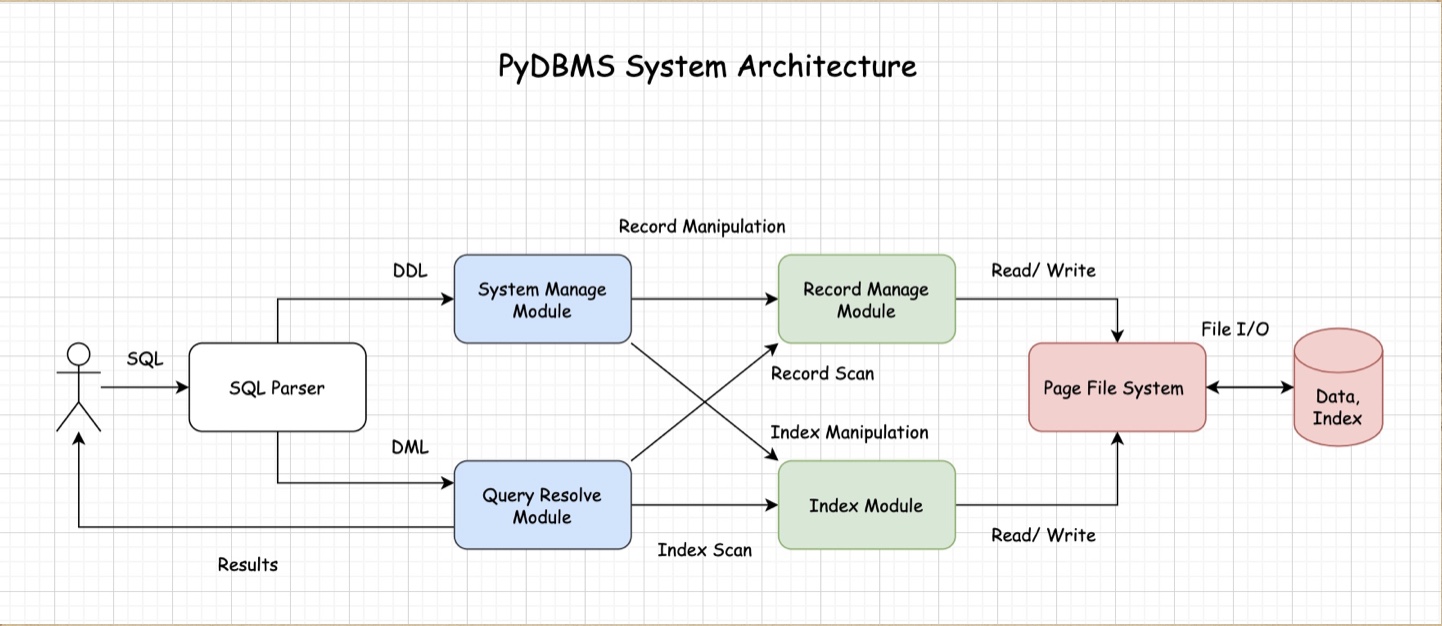 PyDBMS System Architecture
Record Manipulation
DDL
System Manage
Module
Record Manage
Module
Read/ Write
File I/O
SQL
SQL Parser
Record Scan
Page File System
Data,
Index
DML
Index Manipulation
Query Resolve
Module
Index Module
Read/ Write
Index Scan
Results